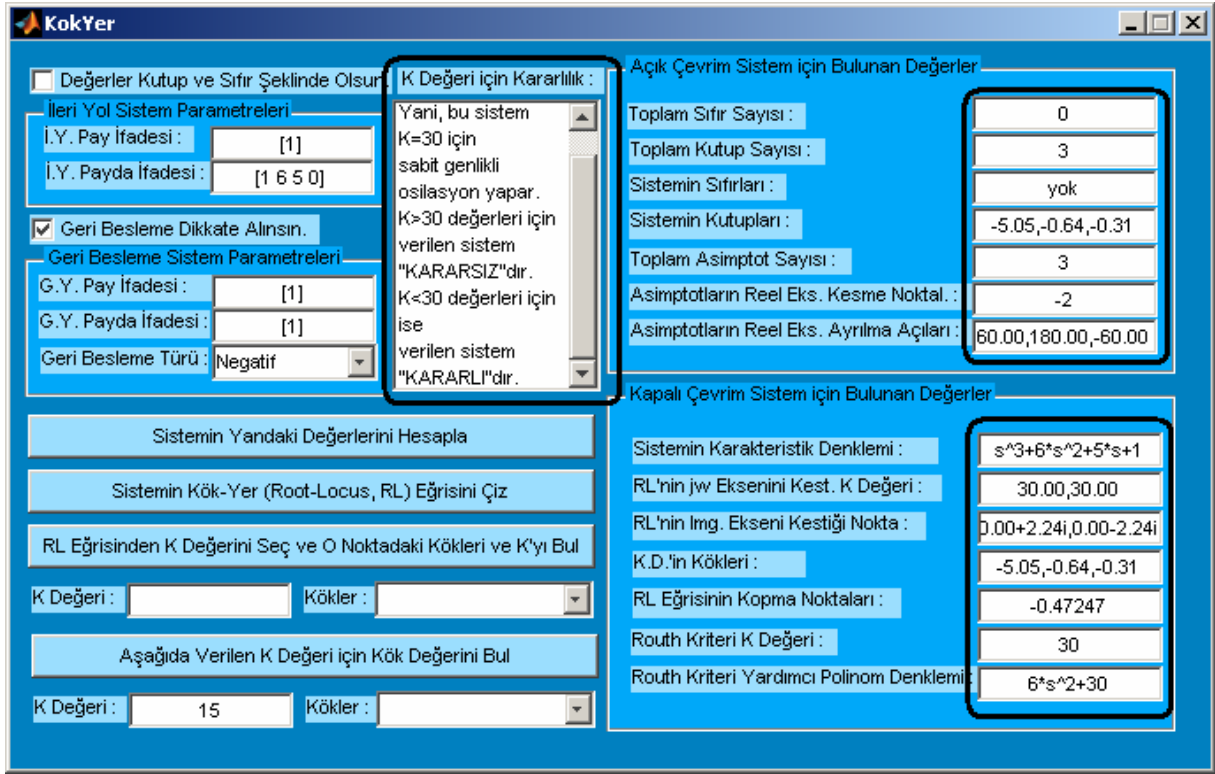 KokYer
Değerler Kutup ve Sıfır Şeklinde Olsun.
İleri Yol Sistem Parametreleri
İ.Y. Pay İfadesi : [1]
İ.Y. Payda İfadesi : [1 6 5 0]
Geri Besleme Dikkate Alınsın.
Geri Besleme Sistem Parametreleri
G.Y. Pay İfadesi : [1]
G.Y. Payda İfadesi : [1]
Geri Besleme Türü : Negatif
K Değeri için Kararlılık :
Yani, bu sistem
K=30 için
sabit genlikli
osilasyon yapar.
K>30 değerleri için
verilen sistem
"KARARSIZ"dır.
K<30 değerleri için
ise
verilen sistem
"KARARLI"dır.
Sistemin Yandaki Değerlerini Hesapla
Sistemin Kök-Yer (Root-Locus, RL) Eğrisini Çiz
RL Eğrisinden K Değerini Seç ve O Noktadaki Kökleri ve K'yı Bul
K Değeri : Kökler :
Aşağıda Verilen K Değeri için Kök Değerini Bul
K Değeri : 15 Kökler :
Açık Çevrim Sistem için Bulunan Değerler
Toplam Sıfır Sayısı : 0
Toplam Kutup Sayısı : 3
Sistemin Sıfırları : yok
Sistemin Kutupları : -5.05,-0.64,-0.31
Toplam Asimptot Sayısı : 3
Asimptotların Reel Eks. Kesme Noktal. : -2
Asimptotların Reel Eks. Ayrılma Açıları : 60.00,180.00,-60.00
Kapalı Çevrim Sistem için Bulunan Değerler
Sistemin Karakteristik Denklemi : s^3+6*s^2+5*s+1
RL'nin jw Eksenini Kest. K Değeri : 30.00,30.00
RL'nin Img. Ekseni Kestiği Nokta : 0.00+2.24i,0.00-2.24i
K.D.'in Kökleri : -5.05,-0.64,-0.31
RL Eğrisinin Kopma Noktaları : -0.47247
Routh Kriteri K Değeri : 30
Routh Kriteri Yardımcı Polinom Denklemi : 6*s^2+30